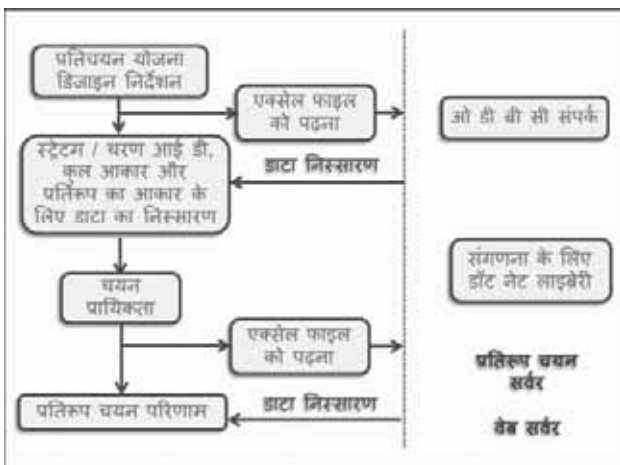 प्रतिचयन योजना
डिजाइन निर्देशन
एक्सेल फाइल
को पढ़ना
ओ डी बी सी संपर्क
स्ट्रेटम / चरण आई डी,
कुल आकार और
प्रतिरूप का आकार के
लिए डाटा का निस्सारण
डाटा निस्सारण
संगणना के लिए
डॉट नेट लाइब्रेरी
चयन
प्रायिकता
एक्सेल फाइल
को पढ़ना
प्रतिरूप चयन
सर्वर
प्रतिरूप चयन परिणाम
डाटा निस्सारण
वेब सर्वर